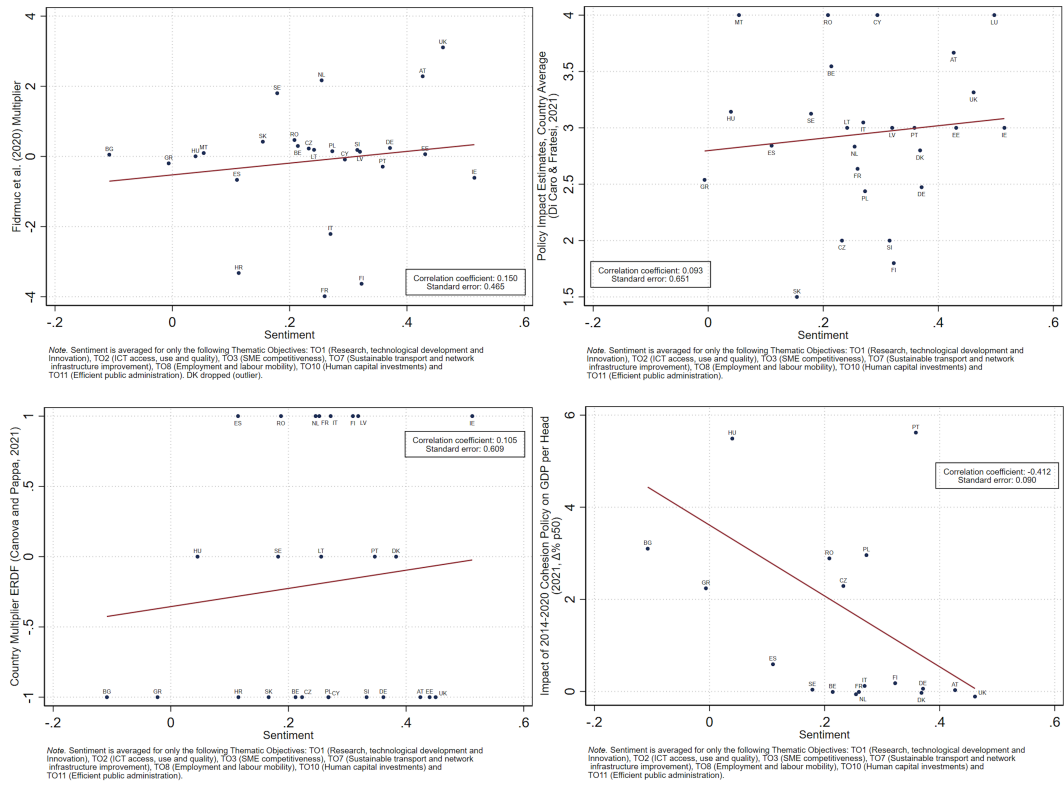 Fidrmuc et al. (2020) Multiplier
4
2
0
-2
-4
UK
AT
NL
SE
RO
SK
CZ
BE
LT
PL
SI
LV
CY
DE
EE
PT
BG
HU
MT
GR
ES
IE
IT
HR
FI
FR
Correlation coefficient: 0.150
Standard error: 0.465
-.2
0
.2
.4
.6
Sentiment
Note. Sentiment is averaged for only the following Thematic Objectives: TO1 (Research, technological development and
Innovation), TO2 (ICT access, use and quality), TO3 (SME competitiveness), TO7 (Sustainable transport and network
infrastructure improvement), TO8 (Employment and labour mobility), TO10 (Human capital investments) and
TO11 (Efficient public administration). DK dropped (outlier).
Policy Impact Estimates, Country Average
(Di Caro & Fratesi, 2021)
4
3.5
3
2.5
2
1.5
MT
RO
CY
LU
AT
BE
UK
HU
SE
LT
IT
LV
PT
EE
IE
ES
NL
DK
FR
GR
PL
DE
CZ
SI
FI
SK
Correlation coefficient: 0.093
Standard error: 0.651
-.2
0
.2
.4
.6
Sentiment
Note. Sentiment is averaged for only the following Thematic Objectives: TO1 (Research, technological development and
Innovation), TO2 (ICT access, use and quality), TO3 (SME competitiveness), TO7 (Sustainable transport and network
infrastructure improvement), TO8 (Employment and labour mobility), TO10 (Human capital investments) and
TO11 (Efficient public administration).
Country Multiplier ERDF (Canova and Pappa, 2021)
1
.5
0
-.5
-1
ES
RO
NL
FR
IT
FI
LV
IE
Correlation coefficient: 0.105
Standard error: 0.609
HU
SE
LT
PT
DK
BG
GR
HR
SK
BE
CZ
PL
CY
SI
DE
AT
EE
UK
-.2
0
.2
.4
.6
Sentiment
Note. Sentiment is averaged for only the following Thematic Objectives: TO1 (Research, technological development and
Innovation), TO2 (ICT access, use and quality), TO3 (SME competitiveness), TO7 (Sustainable transport and network
infrastructure improvement), TO8 (Employment and labour mobility), TO10 (Human capital investments) and
TO11 (Efficient public administration).
Impact of 2014-2020 Cohesion Policy on GDP per Head
(2021, Δ% p50)
6
4
2
0
HU
PT
Correlation coefficient: -0.412
Standard error: 0.090
BG
RO
PL
GR
CZ
ES
SE
BE
FR
IT
NL
FI
DE
DK
AT
UK
-.2
0
.2
.4
.6
Sentiment
Note. Sentiment is averaged for only the following Thematic Objectives: TO1 (Research, technological development and
Innovation), TO2 (ICT access, use and quality), TO3 (SME competitiveness), TO7 (Sustainable transport and network
infrastructure improvement), TO8 (Employment and labour mobility), TO10 (Human capital investments) and
TO11 (Efficient public administration).